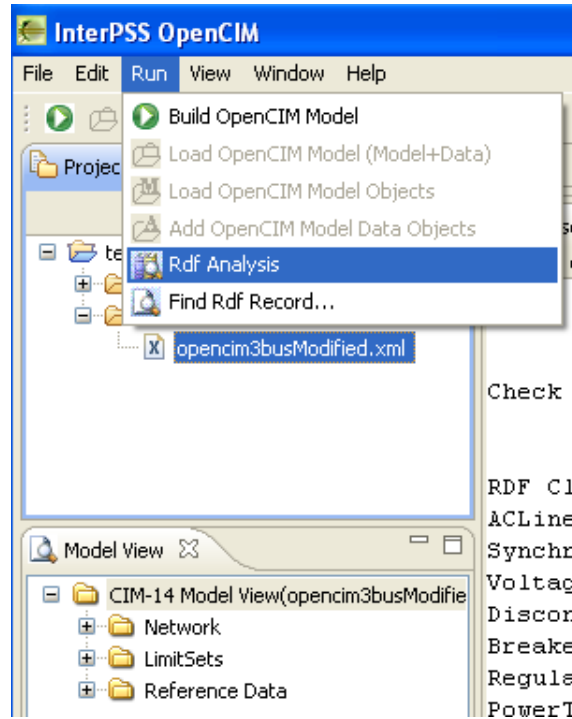 InterPSS OpenCIM
File Edit Run View Window Help
Build OpenCIM Model
Load OpenCIM Model (Model+Data)
Load OpenCIM Model Objects
Add OpenCIM Model Data Objects
Rdf Analysis
Find Rdf Record...
Projec
te
opencim3busModified.xml
Check
RDF Cl
ACLine
Synchr
Voltag
Discon
Breake
Regula
PowerT
Model View
CIM-14 Model View(opencim3busModifie
Network
LimitSets
Reference Data